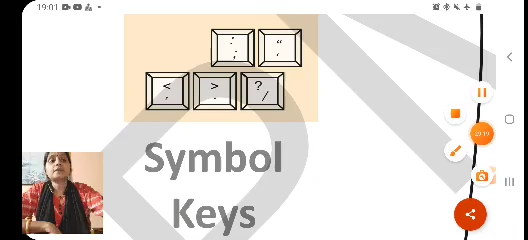 19:01
: "
; '
< > ?
, . /
Symbol
Keys